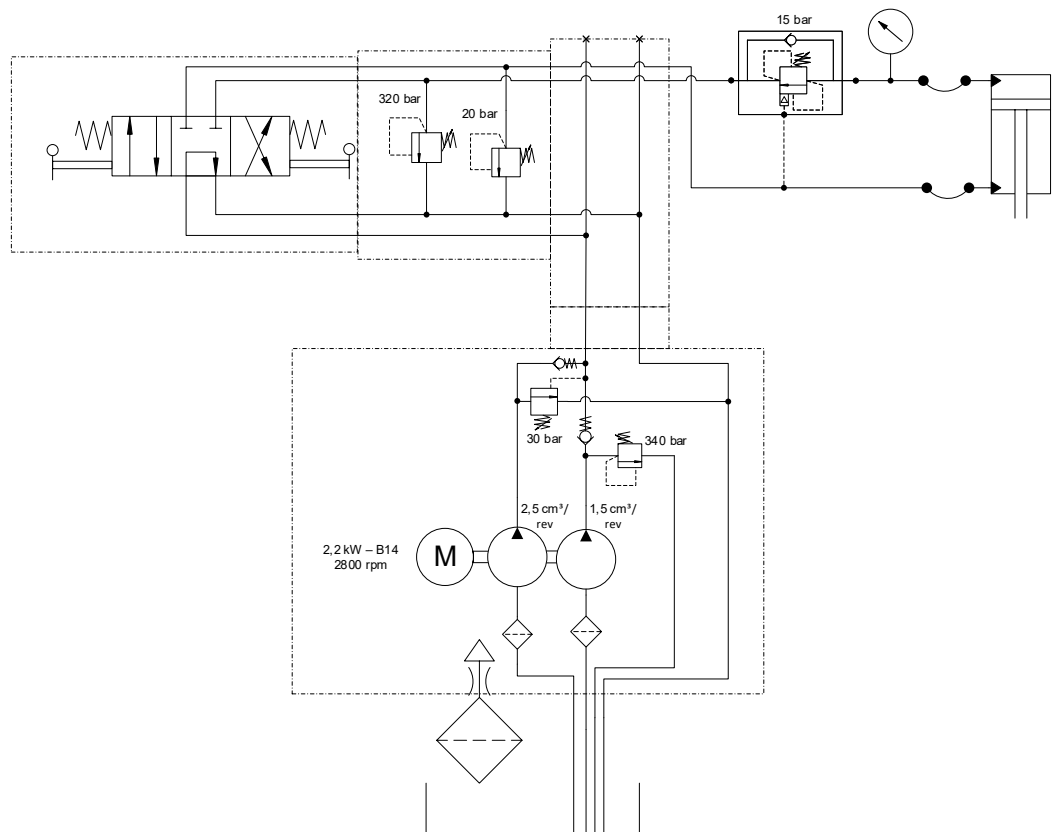 15 bar
320 bar
20 bar
30 bar
340 bar
2,5 cm³/
rev
1,5 cm³/
rev
2,2 kW – B14
2800 rpm
M